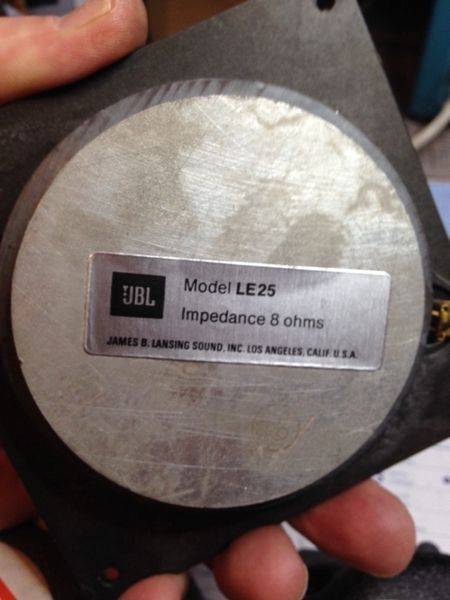 JBL
Model LE25
Impedance 8 ohms
JAMES B. LANSING SOUND, INC. LOS ANGELES, CALIF. U.S.A.